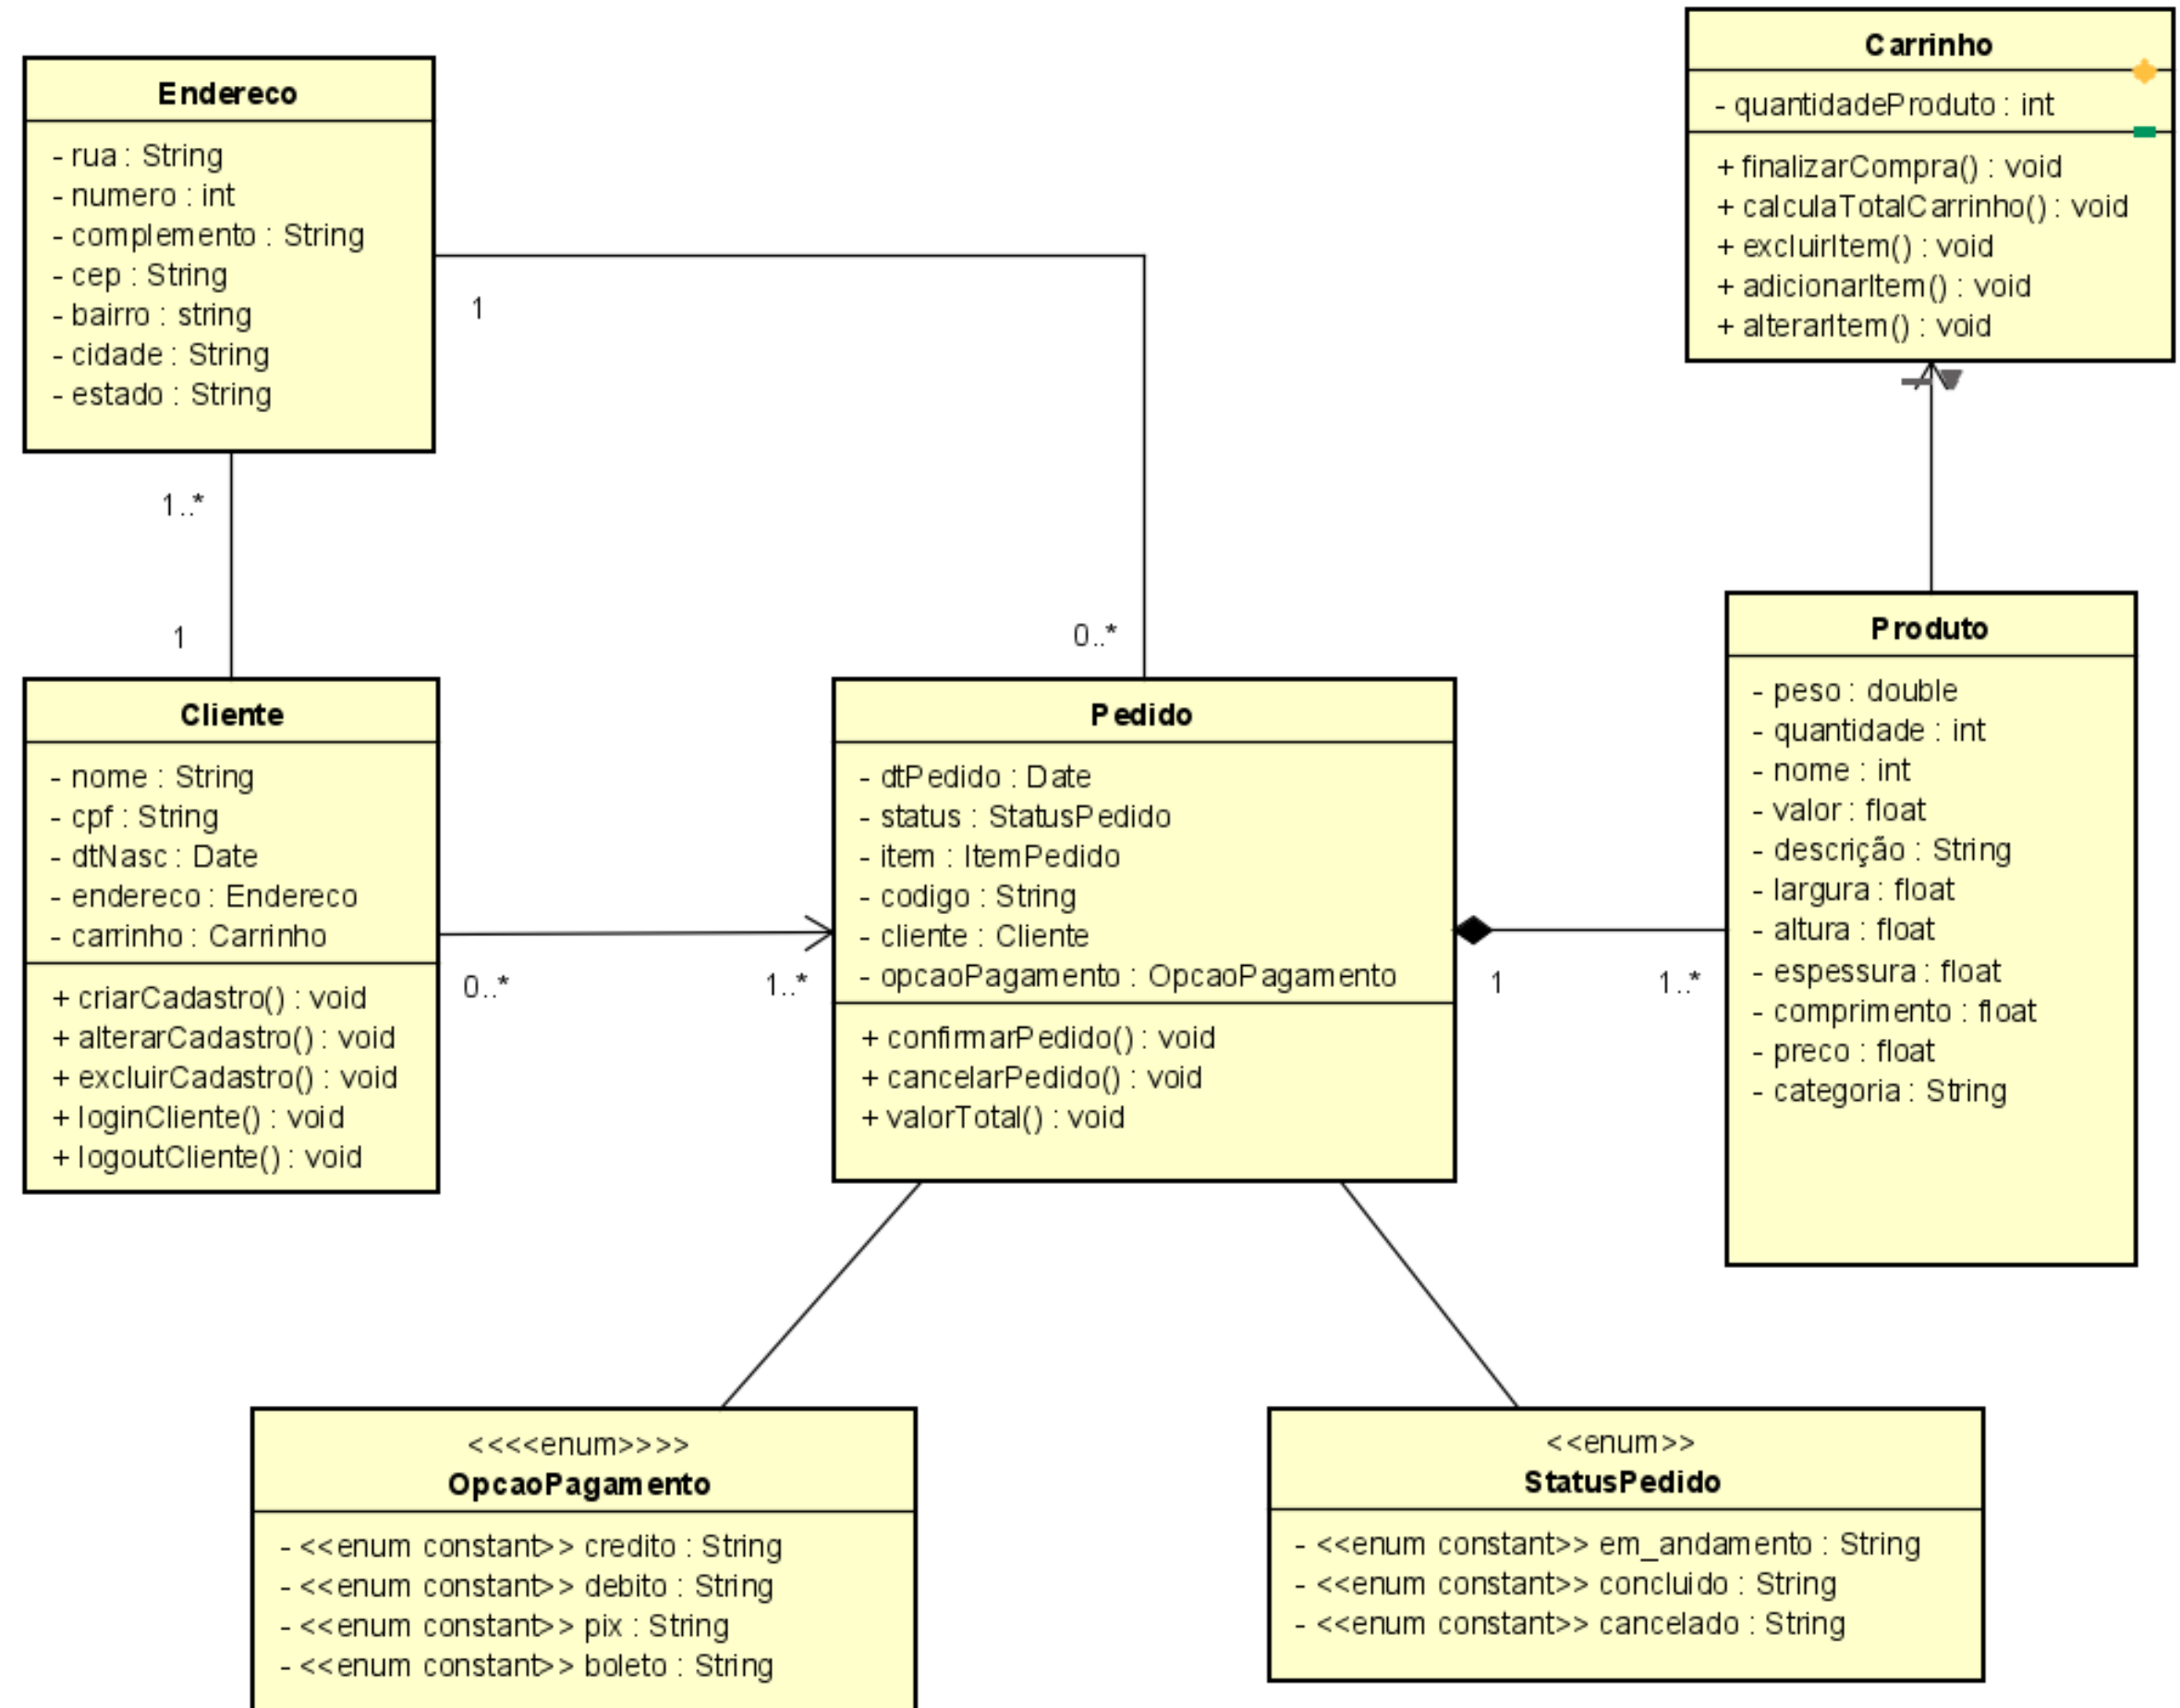 Endereco
- rua : String
- numero : int
- complemento : String
- cep : String
- bairro : string
- cidade : String
- estado : String
1
1..*
1
0..*
Carrinho
- quantidadeProduto : int
+ finalizarCompra() : void
+ calculaTotalCarrinho() : void
+ excluirItem() : void
+ adicionarItem() : void
+ alterarItem() : void
Cliente
- nome : String
- cpf : String
- dtNasc : Date
- endereco : Endereco
- carrinho : Carrinho
+ criarCadastro() : void
+ alterarCadastro() : void
+ excluirCadastro() : void
+ loginCliente() : void
+ logoutCliente() : void
0..*
1..*
Pedido
- dtPedido : Date
- status : StatusPedido
- item : ItemPedido
- codigo : String
- cliente : Cliente
- opcaoPagamento : OpcaoPagamento
+ confirmarPedido() : void
+ cancelarPedido() : void
+ valorTotal() : void
1
1..*
Produto
- peso : double
- quantidade : int
- nome : int
- valor : float
- descrição : String
- largura : float
- altura : float
- espessura : float
- comprimento : float
- preco : float
- categoria : String
<<<<enum>>>>
OpcaoPagamento
- <<enum constant>> credito : String
- <<enum constant>> debito : String
- <<enum constant>> pix : String
- <<enum constant>> boleto : String
<<enum>>
StatusPedido
- <<enum constant>> em_andamento : String
- <<enum constant>> concluido : String
- <<enum constant>> cancelado : String